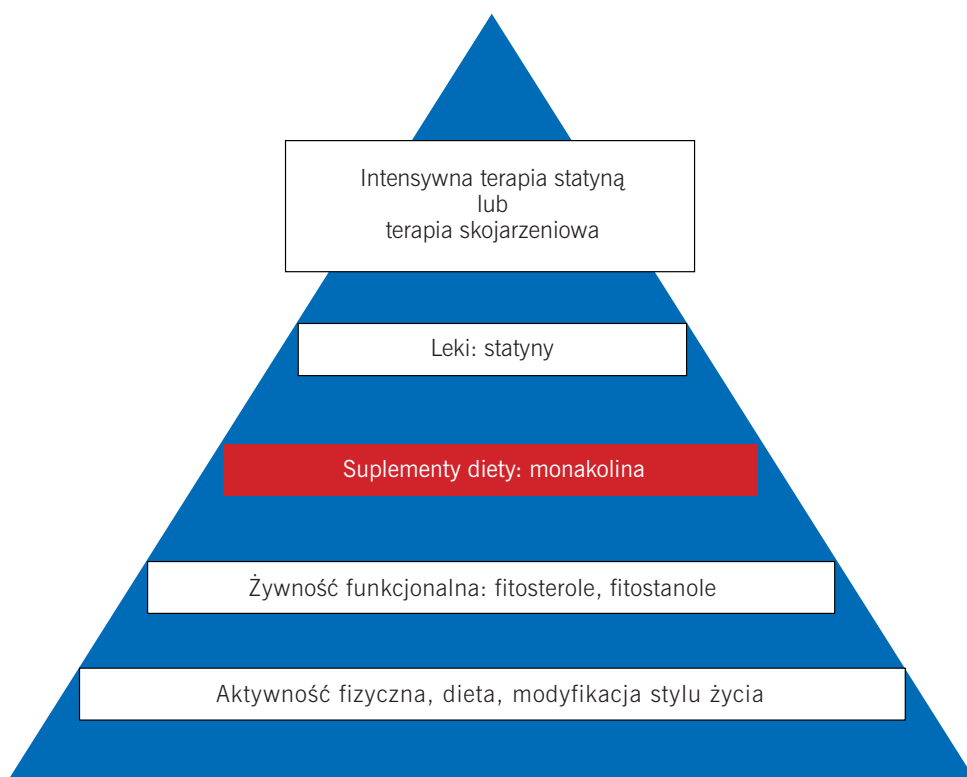 Intensywna terapia statyną
lub
terapia skojarzeniowa
Leki: statyny
Suplementy diety: monakolina
Żywność funkcjonalna: fitosterole, fitostanole
Aktywność fizyczna, dieta, modyfikacja stylu życia